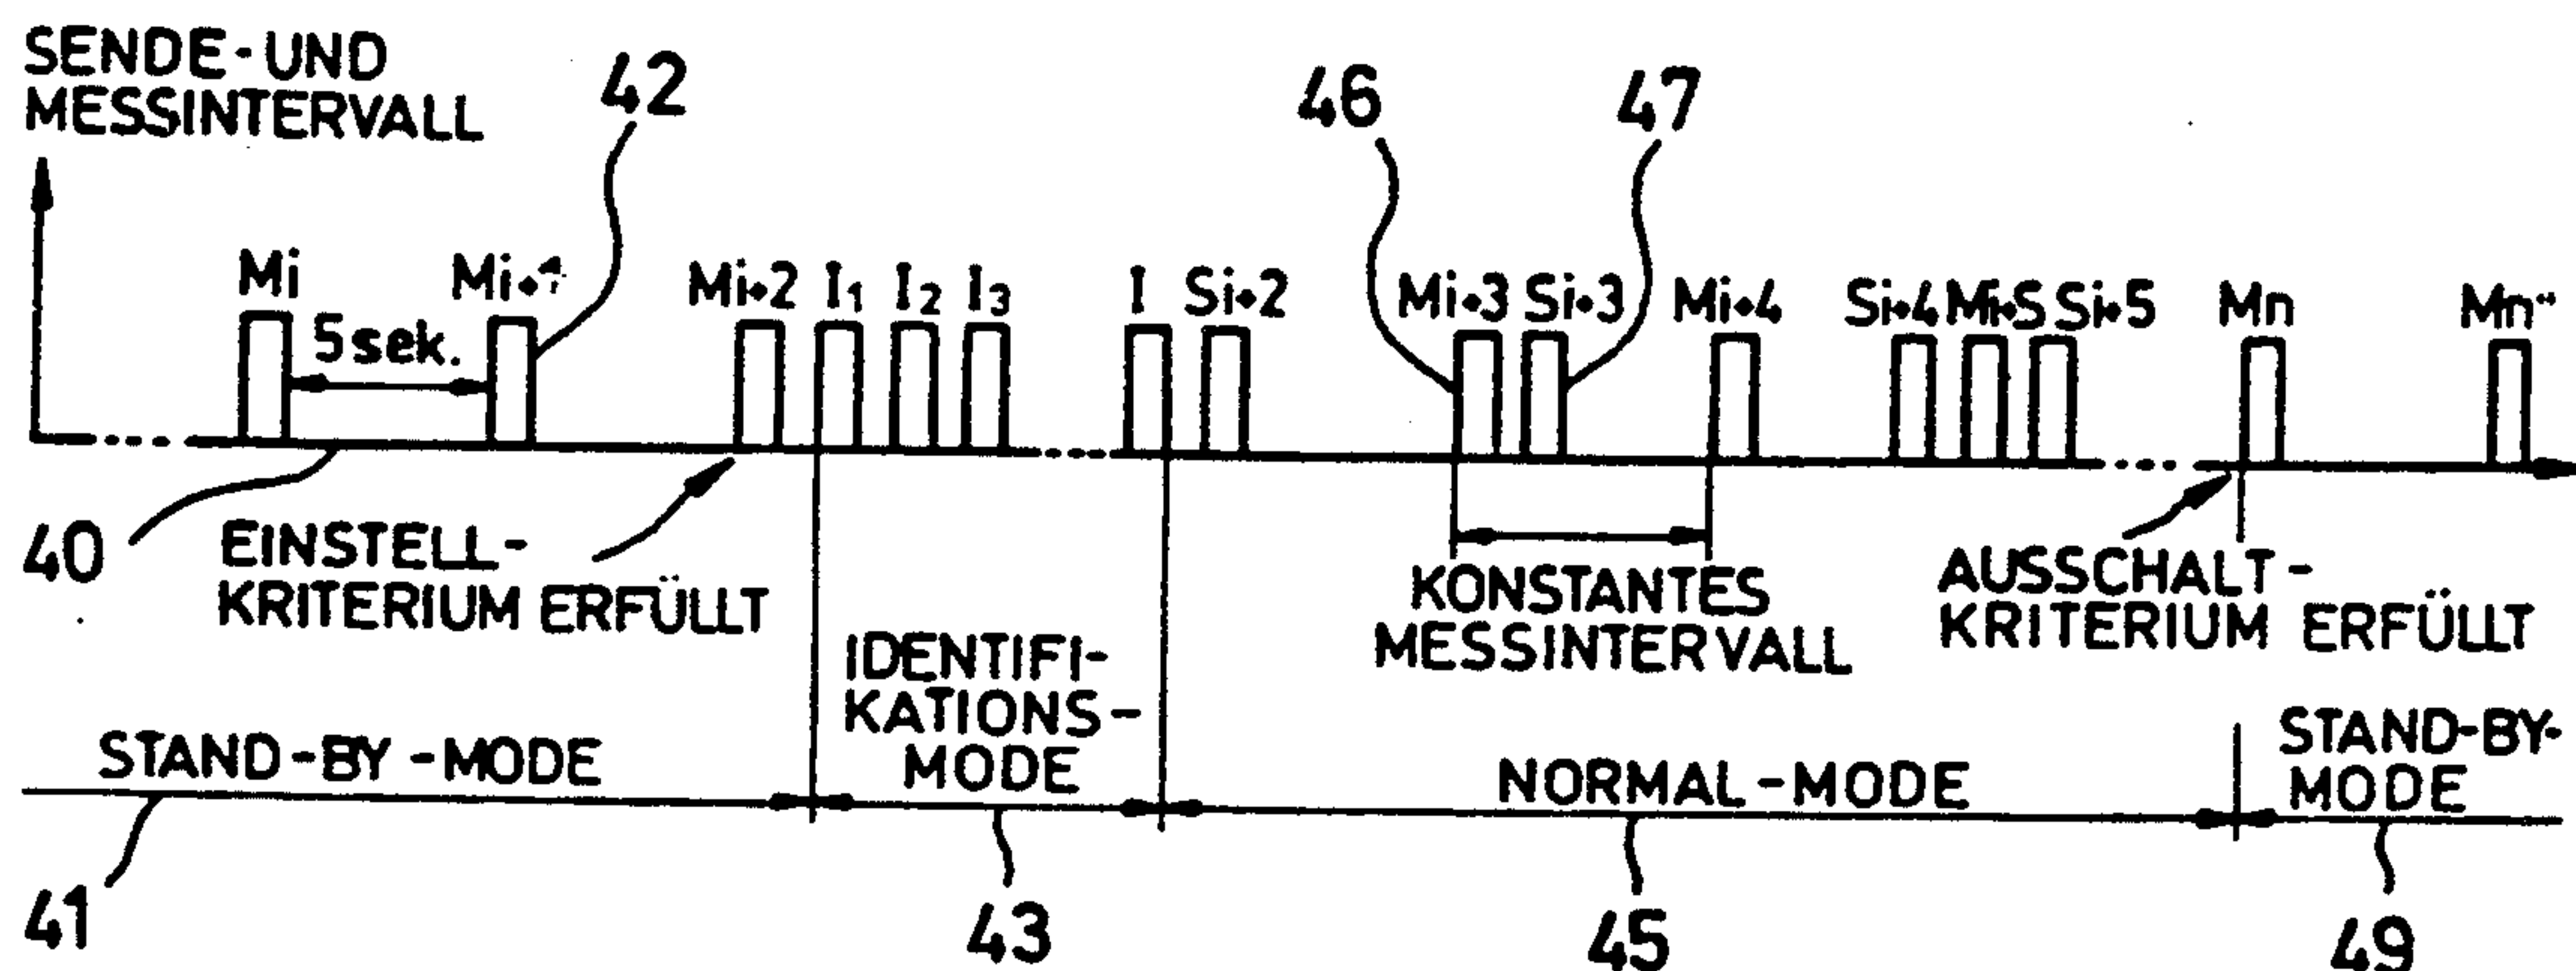 SENDE-UND
MESSINTERVALL
42
46
47
Mi
Mi+1
Mi+2
I1
I2
I3
I
Si+2
Mi+3
Si+3
Mi+4
Si+4
Mi+5
Si+5
Mn
5 sek.
40
EINSTELL-
KRITERIUM ERFÜLLT
KONSTANTES
MESSINTERVALL
AUSSCHALT-
KRITERIUM ERFÜLLT
STAND-BY-MODE
IDENTIFI-
KATIONS-
MODE
NORMAL-MODE
STAND-BY-
MODE
41
43
45
49